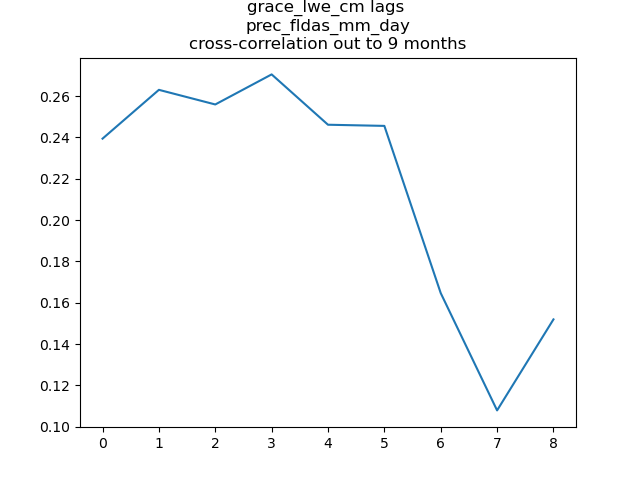 grace_lwe_cm lags
prec_fldas_mm_day
cross-correlation out to 9 months
0.26
0.24
0.22
0.20
0.18
0.16
0.14
0.12
0.10
0 1 2 3 4 5 6 7 8